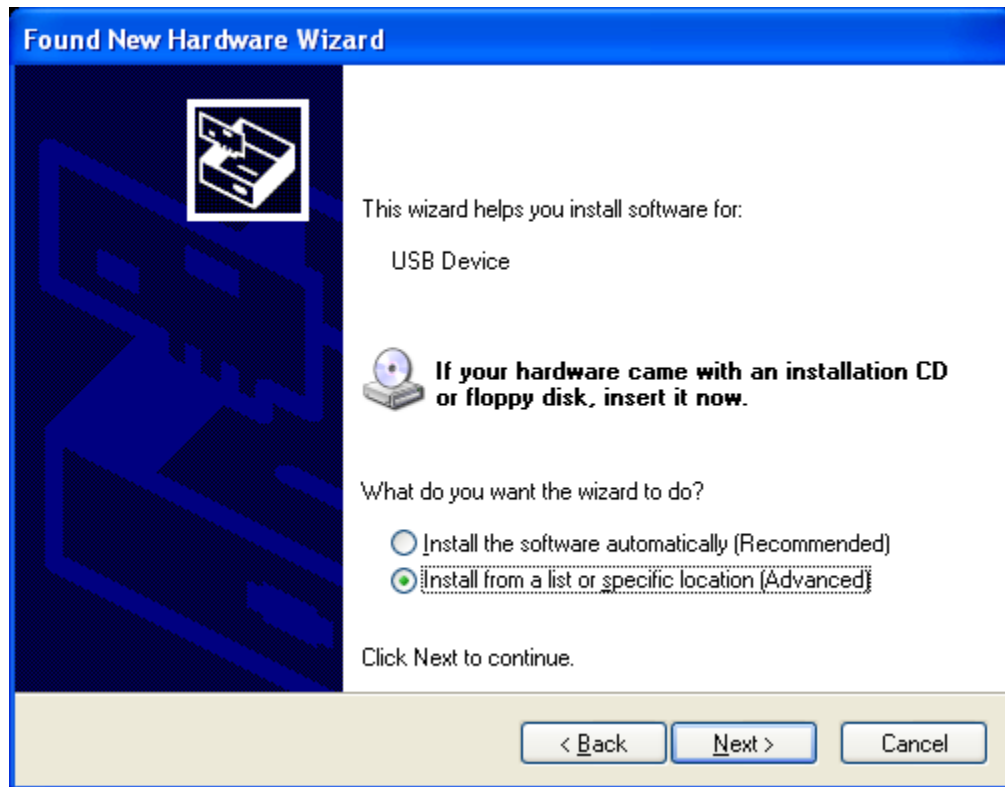 Found New Hardware Wizard
This wizard helps you install software for:
USB Device
If your hardware came with an installation CD
or floppy disk, insert it now.
What do you want the wizard to do?
Install the software automatically (Recommended)
Install from a list or specific location (Advanced)
Click Next to continue.
< Back
Next >
Cancel